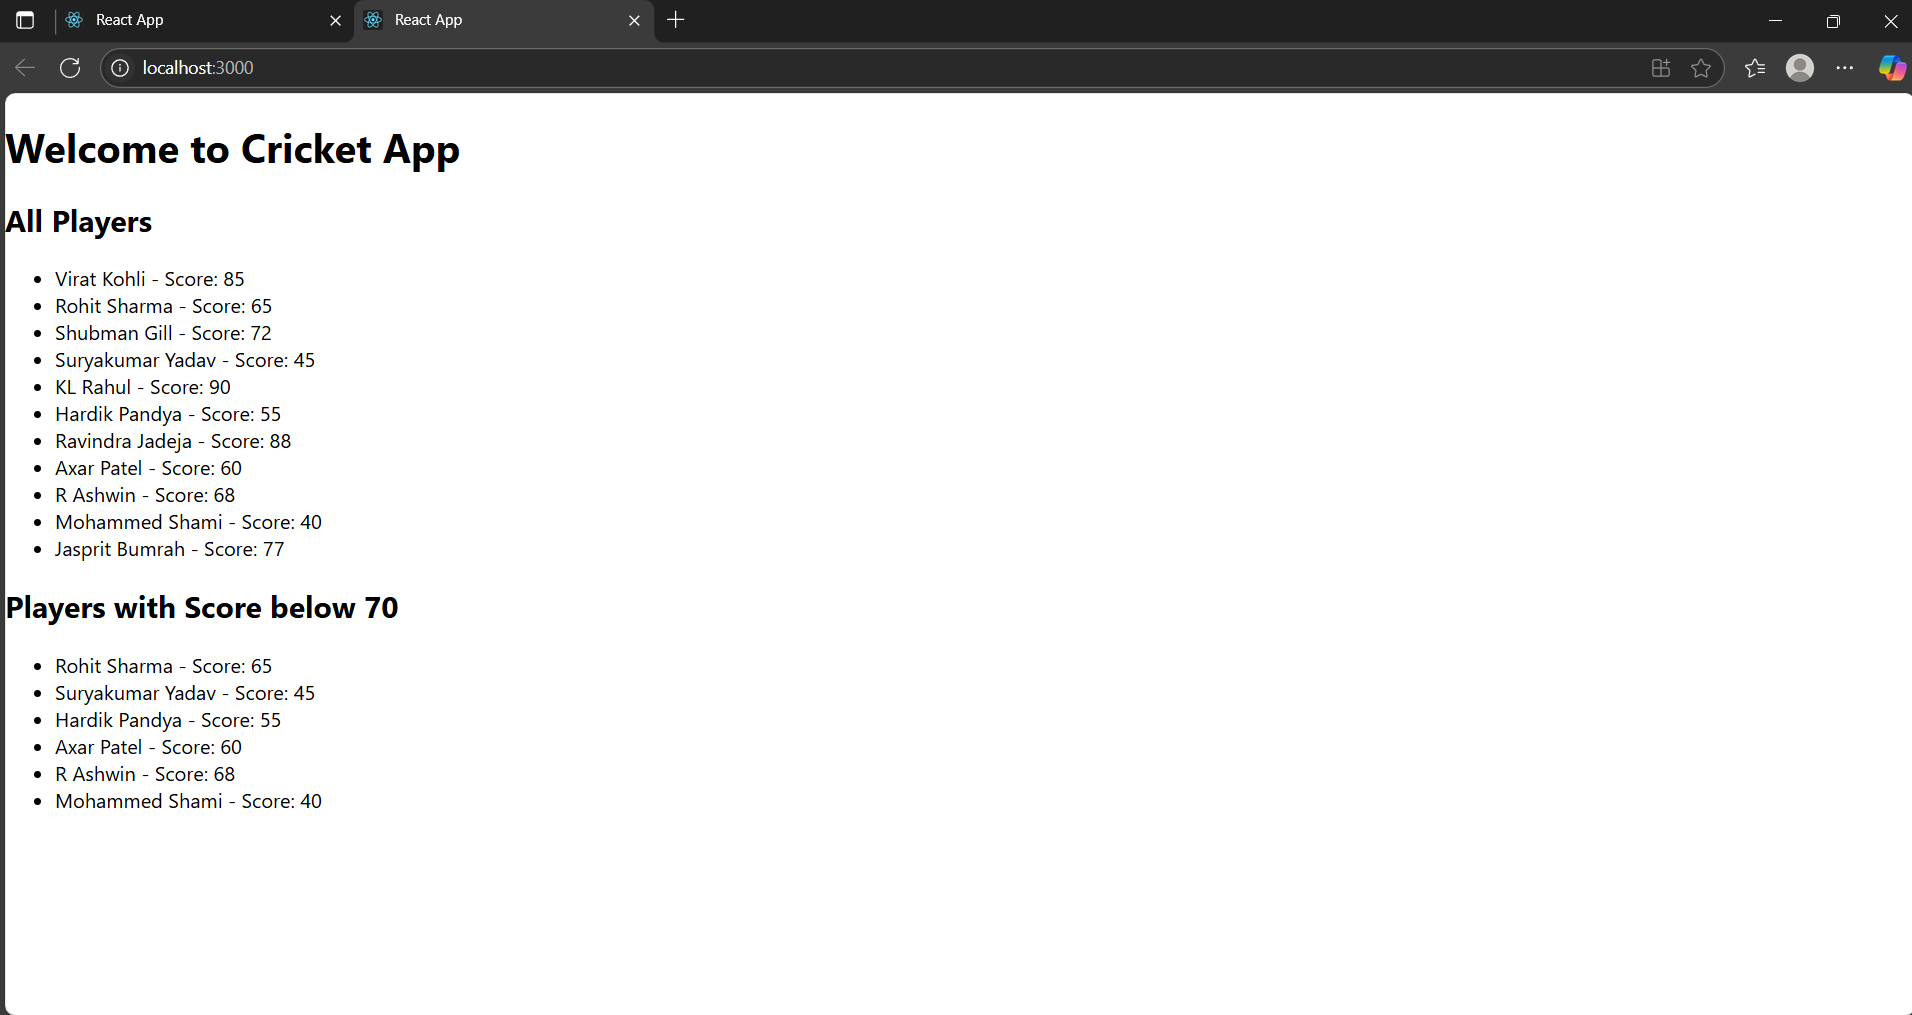 React App
React App
localhost:3000
Welcome to Cricket App
All Players
Virat Kohli - Score: 85
Rohit Sharma - Score: 65
Shubman Gill - Score: 72
Suryakumar Yadav - Score: 45
KL Rahul - Score: 90
Hardik Pandya - Score: 55
Ravindra Jadeja - Score: 88
Axar Patel - Score: 60
R Ashwin - Score: 68
Mohammed Shami - Score: 40
Jasprit Bumrah - Score: 77
Players with Score below 70
Rohit Sharma - Score: 65
Suryakumar Yadav - Score: 45
Hardik Pandya - Score: 55
Axar Patel - Score: 60
R Ashwin - Score: 68
Mohammed Shami - Score: 40